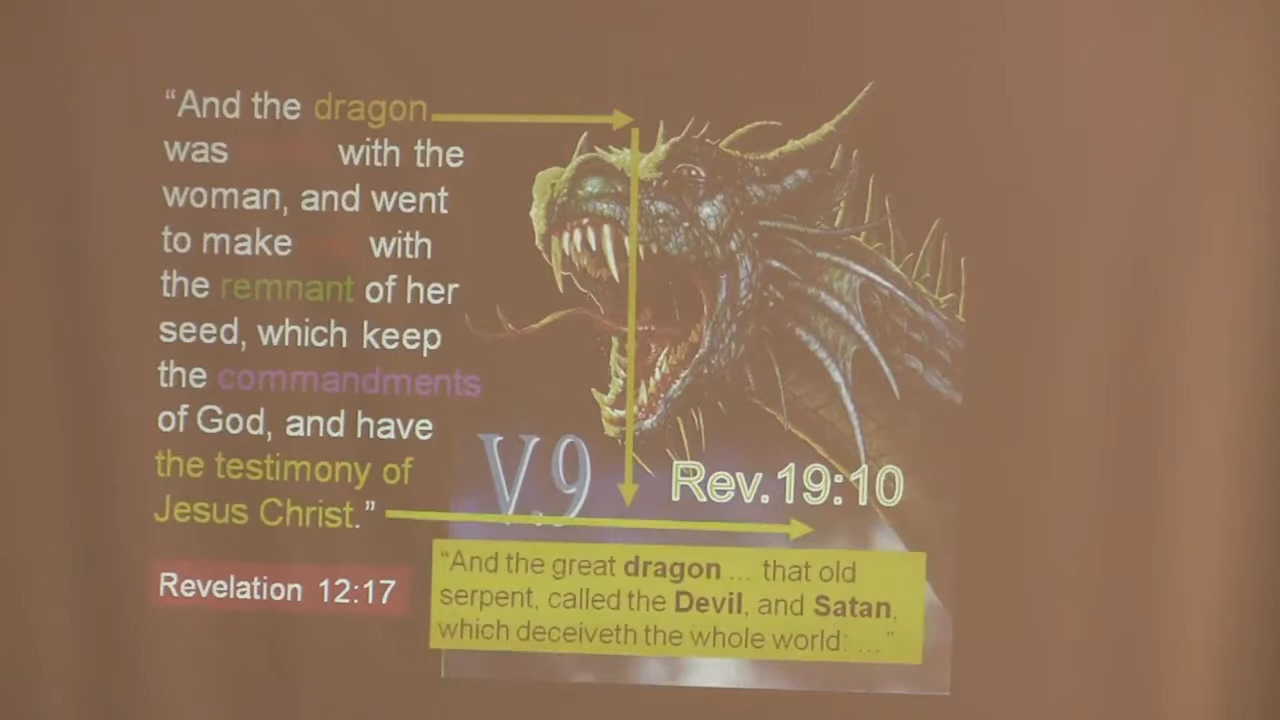 “And the dragon
was with the
woman, and went
to make with
the remnant of her
seed, which keep
the commandments
of God, and have
the testimony of
Jesus Christ.”
Revelation 12:17
V.9
Rev.19:10
“And the great dragon ... that old
serpent, called the Devil, and Satan,
which deceiveth the whole world: ... ”